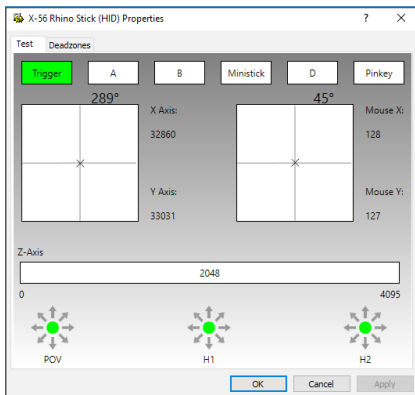 X-56 Rhino Stick (HID) Properties
Test Deadzones
Trigger A B Ministick D Pinkey
289° 45°
X Axis: Mouse X:
32860 128
Y Axis: Mouse Y:
33031 127
Z-Axis
2048
0 4095
POV H1 H2
OK Cancel Apply